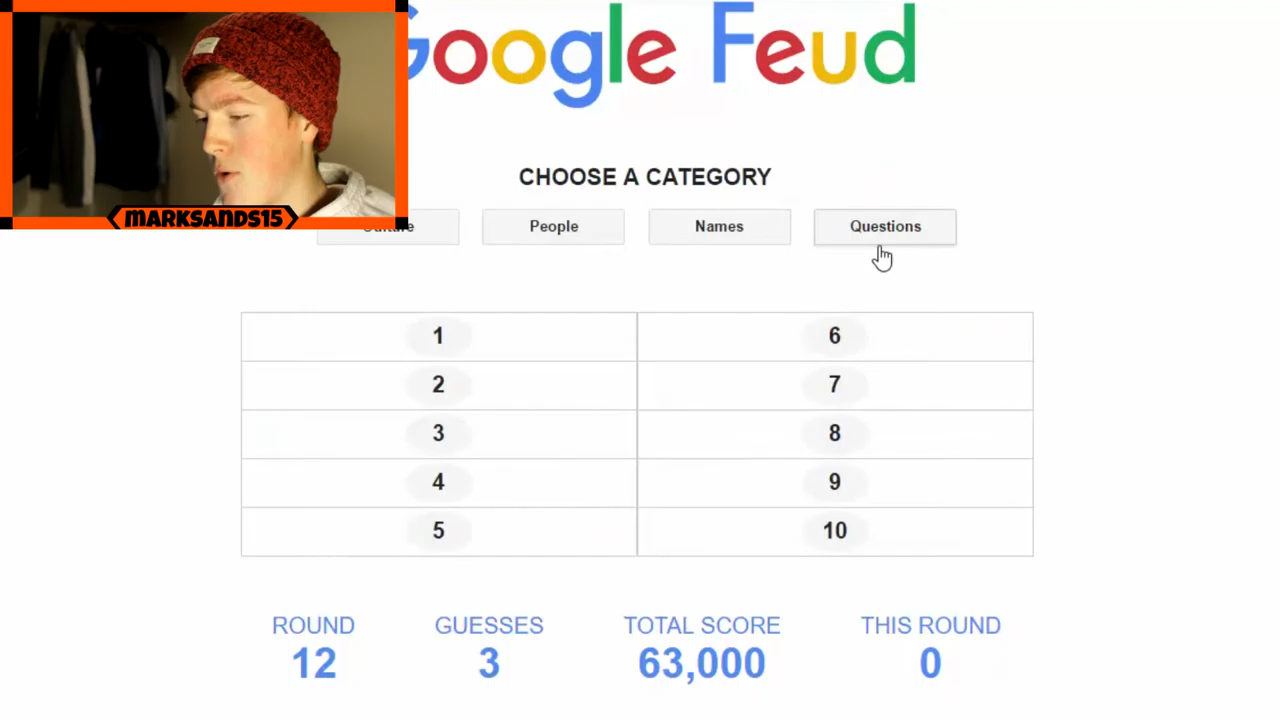 Google Feud
MARKSANDS15
CHOOSE A CATEGORY
Culture People Names Questions
1 6
2 7
3 8
4 9
5 10
ROUND GUESSES TOTAL SCORE THIS ROUND
12 3 63,000 0